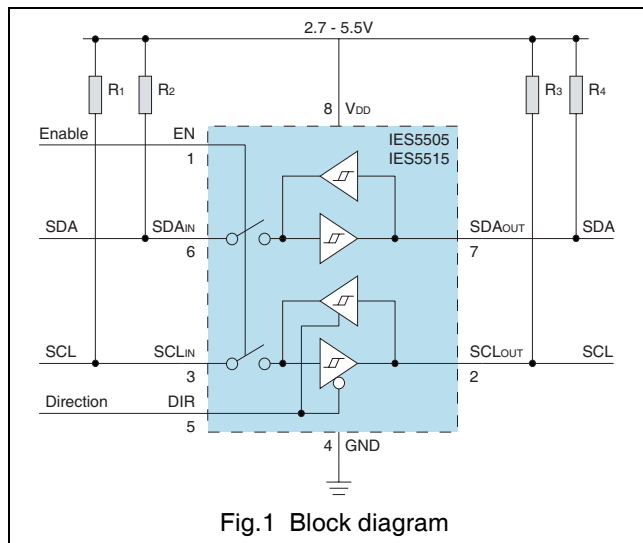 2.7 - 5.5V
R1 R2 R3 R4
8 VDD
Enable EN IES5505
1 IES5515
SDA SDAIN SDAOUT SDA
6 7
SCL SCLIN SCLOUT SCL
3 2
Direction DIR
5
4 GND
Fig.1 Block diagram